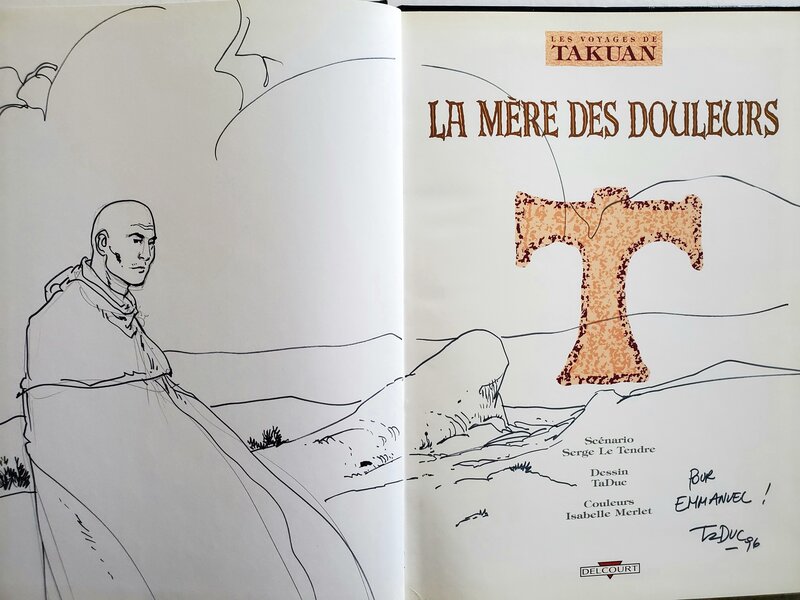 LES VOYAGES DE
TAKUAN
LA MÈRE DES DOULEURS
T
Scénario
Serge Le Tendre
Dessin
TaDuc
Couleurs
Isabelle Merlet
POUR
EMMANUEL !
TADUC 96
DELCOURT